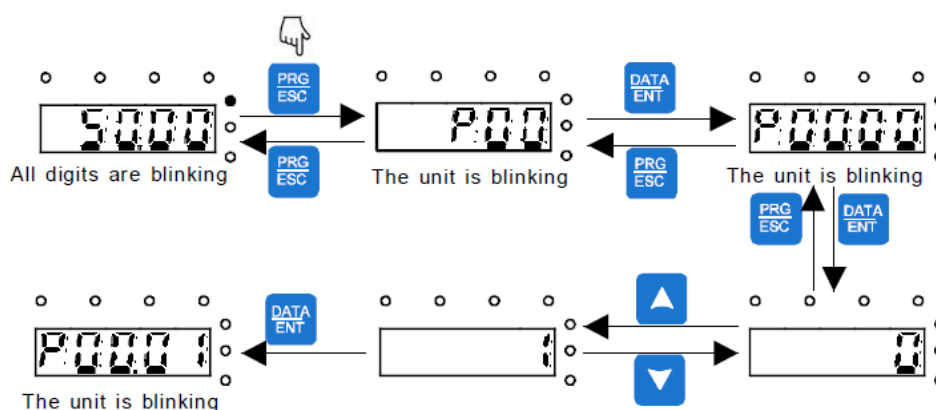 PRG
ESC
DATA
ENT
50.00
P00
P00.00
PRG
ESC
PRG
ESC
All digits are blinking
The unit is blinking
The unit is blinking
PRG
ESC
DATA
ENT
DATA
ENT
P00.01
1
0
The unit is blinking